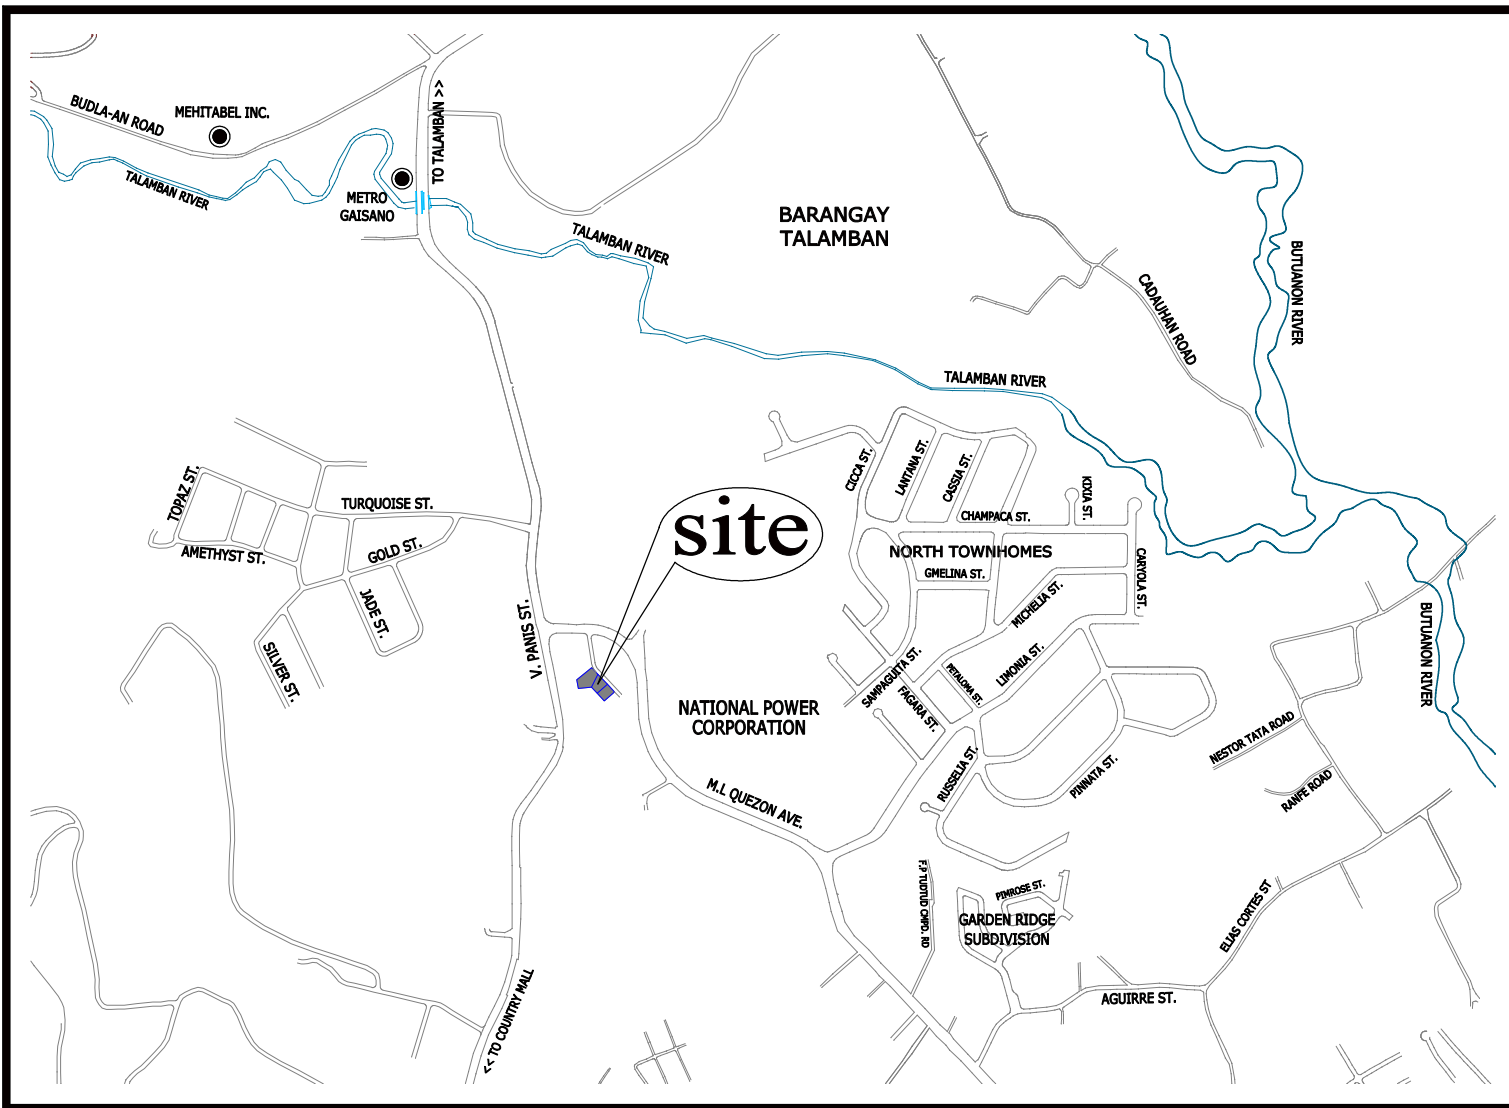 BUDLA-AN ROAD
MEHITABEL INC.
TO TALAMBAN >>
TALAMBAN RIVER
METRO
GAISANO
TALAMBAN RIVER
BARANGAY
TALAMBAN
BUTUANON RIVER
CADAUHAN ROAD
TALAMBAN RIVER
TOPAZ ST.
TURQUOISE ST.
AMETHYST ST.
GOLD ST.
JADE ST.
SILVER ST.
V. PANIS ST.
site
CICCA ST.
LANTANA ST.
CASSIA ST.
KIXIA ST.
CHAMPACA ST.
NORTH TOWNHOMES
GMELINA ST.
CARYOLA ST.
MICHELIA ST.
LIMONIA ST.
SAMPAGUITA ST.
PETALOMA ST.
FAGARA ST.
BUTUANON RIVER
NATIONAL POWER
CORPORATION
NESTOR TATA ROAD
RUSSELIA ST.
PINNATA ST.
RANFE ROAD
M.L QUEZON AVE.
F.P TUDTUD CMPD. RD
PIMROSE ST.
GARDEN RIDGE
SUBDIVISION
ELIAS CORTES ST
AGUIRRE ST.
<< TO COUNTRY MALL